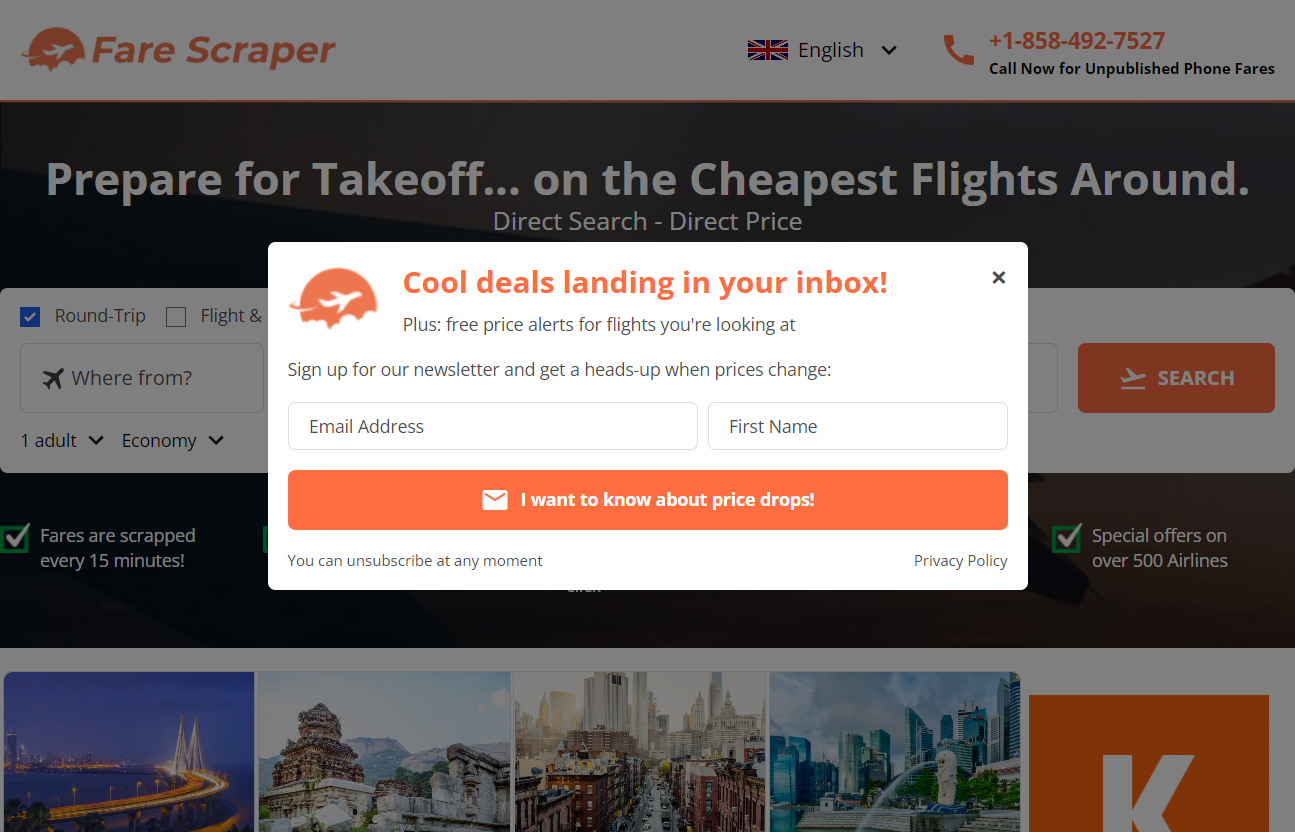 Fare Scraper
English
+1-858-492-7527
Call Now for Unpublished Phone Fares
Prepare for Takeoff... on the Cheapest Flights Around.
Direct Search - Direct Price
Cool deals landing in your inbox!
Plus: free price alerts for flights you're looking at
Sign up for our newsletter and get a heads-up when prices change:
Email Address
First Name
I want to know about price drops!
You can unsubscribe at any moment
Privacy Policy
Round-Trip
Flight &
Where from?
SEARCH
1 adult
Economy
Fares are scrapped
every 15 minutes!
Special offers on
over 500 Airlines
K